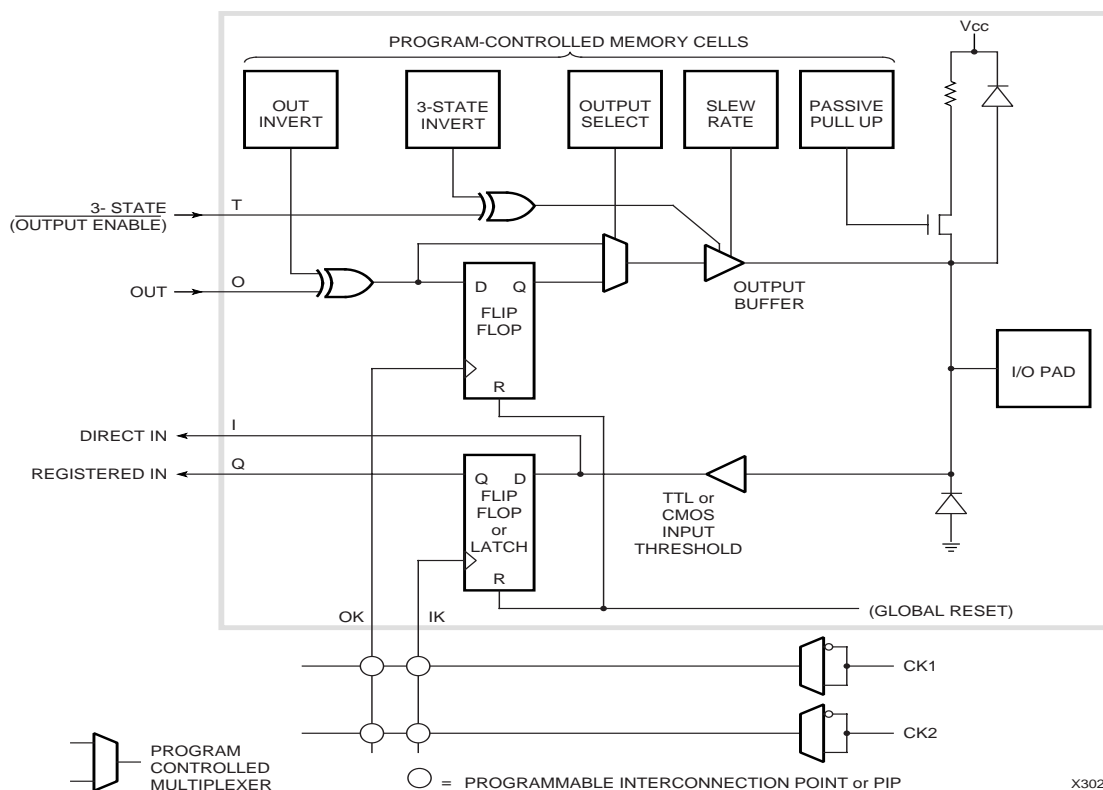 Vcc
PROGRAM-CONTROLLED MEMORY CELLS
OUT
INVERT
3-STATE
INVERT
OUTPUT
SELECT
SLEW
RATE
PASSIVE
PULL UP
3- STATE
(OUTPUT ENABLE)
T
OUT
O
D
Q
FLIP
FLOP
R
OUTPUT
BUFFER
I/O PAD
DIRECT IN
I
REGISTERED IN
Q
Q
D
FLIP
FLOP
or
LATCH
R
TTL or
CMOS
INPUT
THRESHOLD
OK
IK
(GLOBAL RESET)
CK1
CK2
PROGRAM
CONTROLLED
MULTIPLEXER
= PROGRAMMABLE INTERCONNECTION POINT or PIP
X302